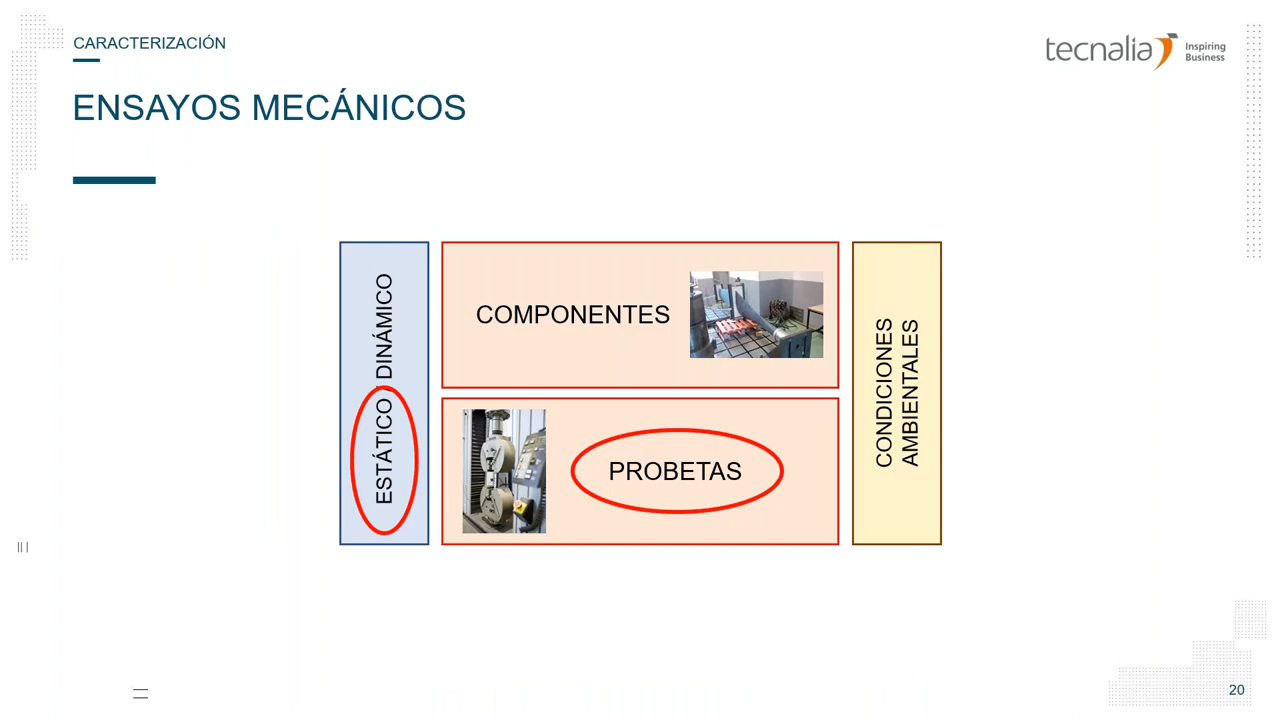 CARACTERIZACIÓN
tecnalia
Inspiring
Business
ENSAYOS MECÁNICOS
ESTÁTICO / DINÁMICO
COMPONENTES
PROBETAS
CONDICIONES
AMBIENTALES
20